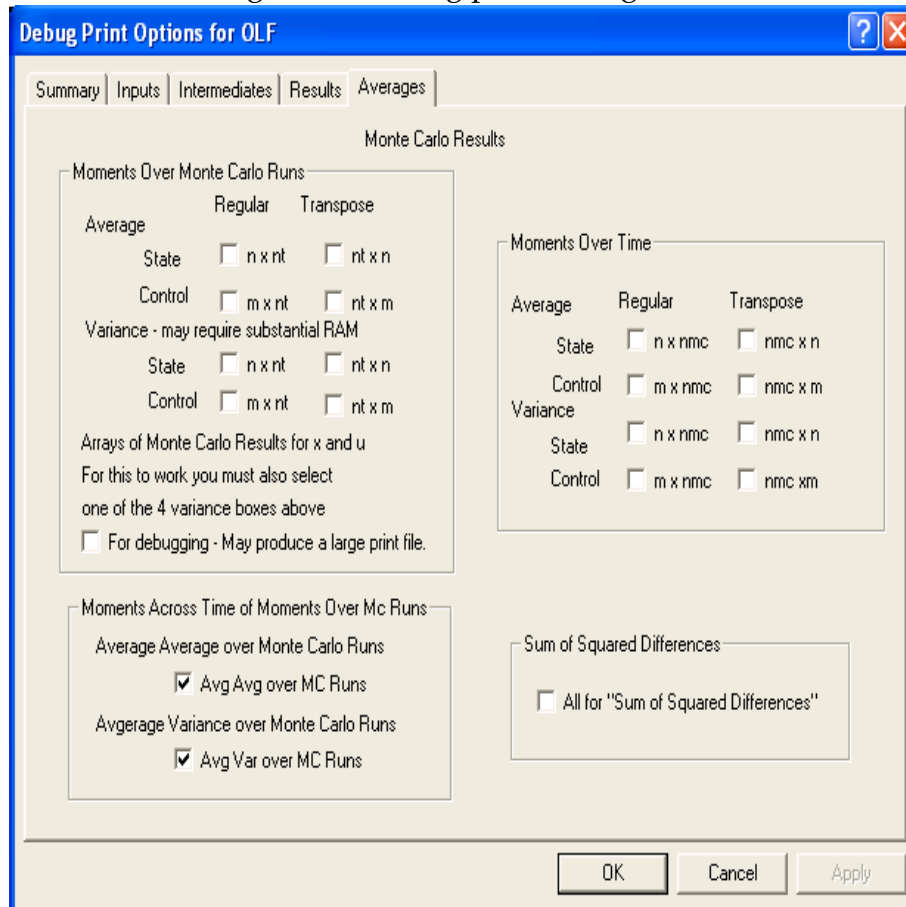 Debug Print Options for OLF
Summary Inputs Intermediates Results Averages
Monte Carlo Results
Moments Over Monte Carlo Runs
Regular Transpose
Average
State n x nt nt x n
Control m x nt nt x m
Variance - may require substantial RAM
State n x nt nt x n
Control m x nt nt x m
Arrays of Monte Carlo Results for x and u
For this to work you must also select
one of the 4 variance boxes above
For debugging - May produce a large print file.
Moments Over Time
Average Regular Transpose
State n x nmc nmc x n
Control m x nmc nmc x m
Variance
State n x nmc nmc x n
Control m x nmc nmc xm
Moments Across Time of Moments Over Mc Runs
Average Average over Monte Carlo Runs
Avg Avg over MC Runs
Avgerage Variance over Monte Carlo Runs
Avg Var over MC Runs
Sum of Squared Differences
All for "Sum of Squared Differences"
OK Cancel Apply